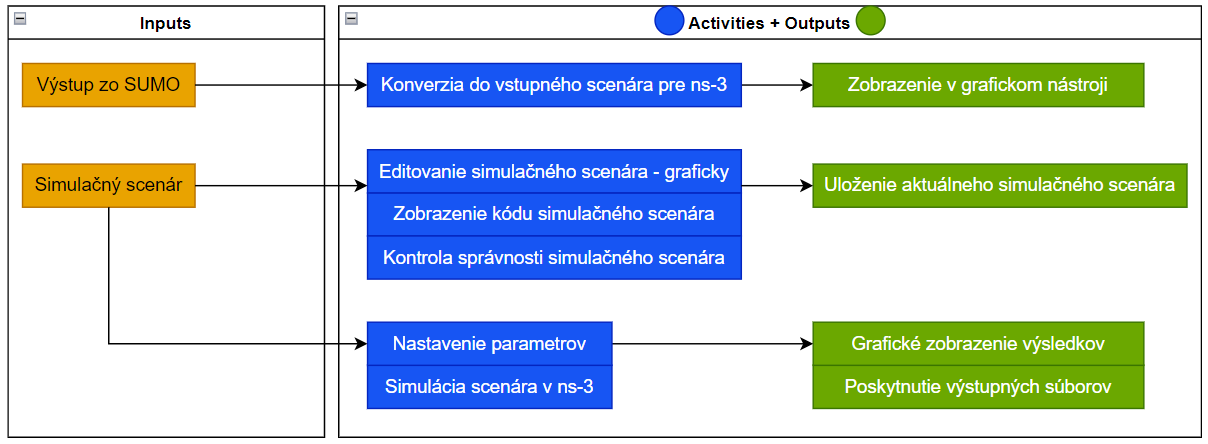 Inputs
Activities + Outputs
Výstup zo SUMO
Konverzia do vstupného scenára pre ns-3
Zobrazenie v grafickom nástroji
Simulačný scenár
Editovanie simulačného scenára - graficky
Zobrazenie kódu simulačného scenára
Kontrola správnosti simulačného scenára
Uloženie aktuálneho simulačného scenára
Nastavenie parametrov
Simulácia scenára v ns-3
Grafické zobrazenie výsledkov
Poskytnutie výstupných súborov